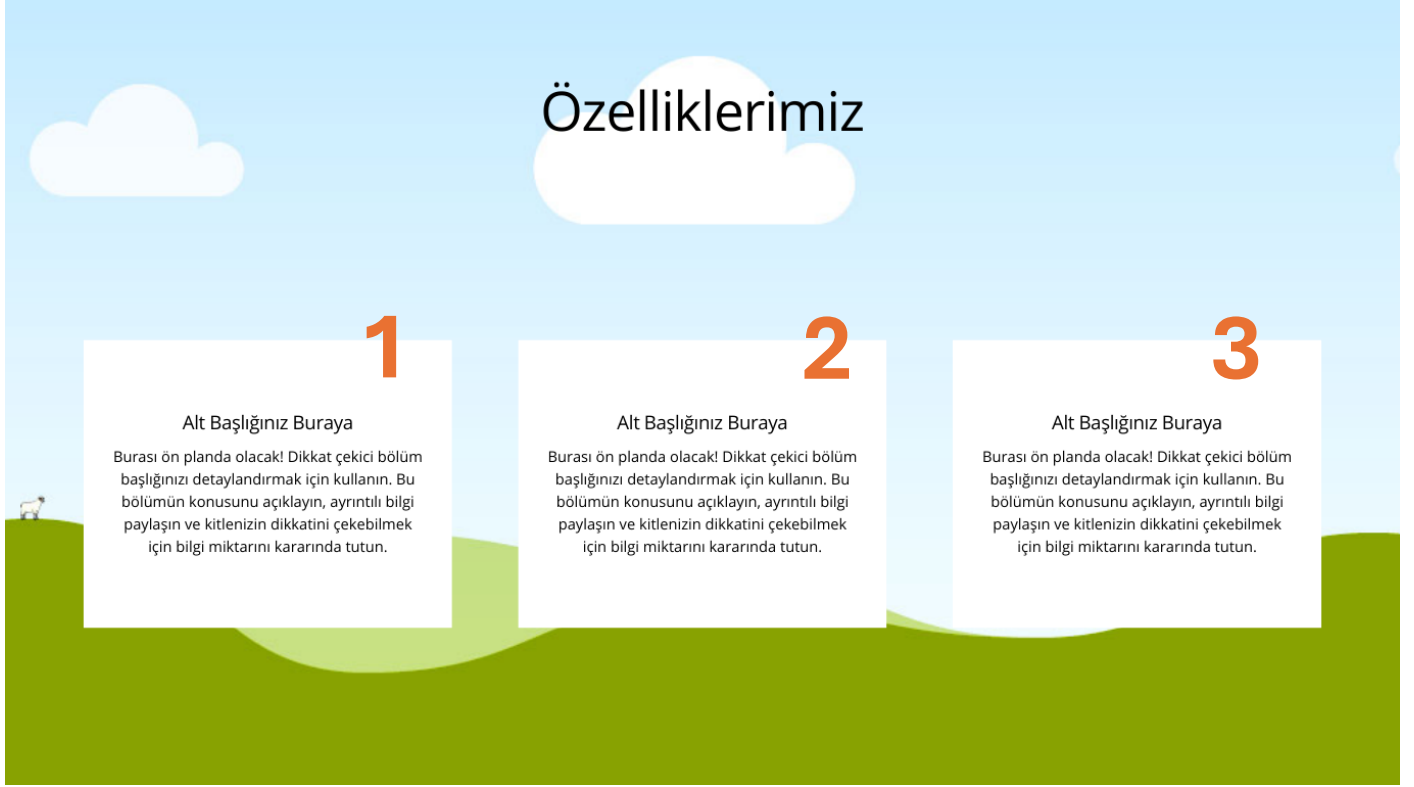 Özelliklerimiz
1
Alt Başlığınız Buraya
Burası ön planda olacak! Dikkat çekici bölüm
başlığınızı detaylandırmak için kullanın. Bu
bölümün konusunu açıklayın, ayrıntılı bilgi
paylaşın ve kitlenizin dikkatini çekebilmek
için bilgi miktarını kararında tutun.
2
Alt Başlığınız Buraya
Burası ön planda olacak! Dikkat çekici bölüm
başlığınızı detaylandırmak için kullanın. Bu
bölümün konusunu açıklayın, ayrıntılı bilgi
paylaşın ve kitlenizin dikkatini çekebilmek
için bilgi miktarını kararında tutun.
3
Alt Başlığınız Buraya
Burası ön planda olacak! Dikkat çekici bölüm
başlığınızı detaylandırmak için kullanın. Bu
bölümün konusunu açıklayın, ayrıntılı bilgi
paylaşın ve kitlenizin dikkatini çekebilmek
için bilgi miktarını kararında tutun.